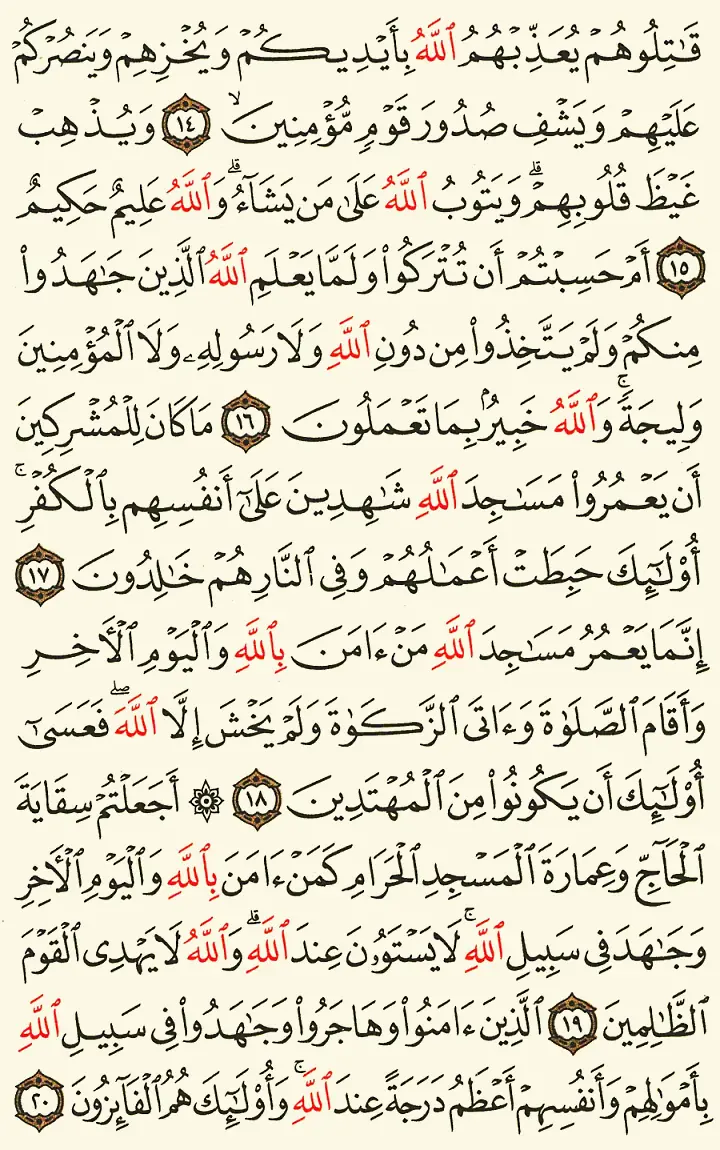 قَٰتِلُوهُمْ يُعَذِّبْهُمُ ٱللَّهُ بِأَيْدِيكُمْ وَيُخْزِهِمْ وَيَنصُرْكُمْ
عَلَيْهِمْ وَيَشْفِ صُدُورَ قَوْمٍ مُّؤْمِنِينَ ۙ ١٤ وَيُذْهِبْ
غَيْظَ قُلُوبِهِمْ ۗ وَيَتُوبُ ٱللَّهُ عَلَىٰ مَن يَشَآءُ ۗ وَٱللَّهُ عَلِيمٌ حَكِيمٌ
١٥ أَمْ حَسِبْتُمْ أَن تُتْرَكُوا۟ وَلَمَّا يَعْلَمِ ٱللَّهُ ٱلَّذِينَ جَٰهَدُوا۟
مِنكُمْ وَلَمْ يَتَّخِذُوا۟ مِن دُونِ ٱللَّهِ وَلَا رَسُولِهِۦ وَلَا ٱلْمُؤْمِنِينَ
وَلِيجَةً ۚ وَٱللَّهُ خَبِيرٌۢ بِمَا تَعْمَلُونَ ١٦ مَا كَانَ لِلْمُشْرِكِينَ
أَن يَعْمُرُوا۟ مَسَٰجِدَ ٱللَّهِ شَٰهِدِينَ عَلَىٰٓ أَنفُسِهِم بِٱلْكُفْرِ ۚ
أُو۟لَٰٓئِكَ حَبِطَتْ أَعْمَٰلُهُمْ وَفِى ٱلنَّارِ هُمْ خَٰلِدُونَ ١٧
إِنَّمَا يَعْمُرُ مَسَٰجِدَ ٱللَّهِ مَنْ ءَامَنَ بِٱللَّهِ وَٱلْيَوْمِ ٱلْءَاخِرِ
وَأَقَامَ ٱلصَّلَوٰةَ وَءَاتَى ٱلزَّكَوٰةَ وَلَمْ يَخْشَ إِلَّا ٱللَّهَ ۖ فَعَسَىٰٓ
أُو۟لَٰٓئِكَ أَن يَكُونُوا۟ مِنَ ٱلْمُهْتَدِينَ ١٨ ۞ أَجَعَلْتُمْ سِقَايَةَ
ٱلْحَآجِّ وَعِمَارَةَ ٱلْمَسْجِدِ ٱلْحَرَامِ كَمَنْ ءَامَنَ بِٱللَّهِ وَٱلْيَوْمِ ٱلْءَاخِرِ
وَجَٰهَدَ فِى سَبِيلِ ٱللَّهِ ۚ لَا يَسْتَوُۥنَ عِندَ ٱللَّهِ ۗ وَٱللَّهُ لَا يَهْدِى ٱلْقَوْمَ
ٱلظَّٰلِمِينَ ١٩ ٱلَّذِينَ ءَامَنُوا۟ وَهَاجَرُوا۟ وَجَٰهَدُوا۟ فِى سَبِيلِ ٱللَّهِ
بِأَمْوَٰلِهِمْ وَأَنفُسِهِمْ أَعْظَمُ دَرَجَةً عِندَ ٱللَّهِ ۚ وَأُو۟لَٰٓئِكَ هُمُ ٱلْفَآئِزُونَ ٢٠